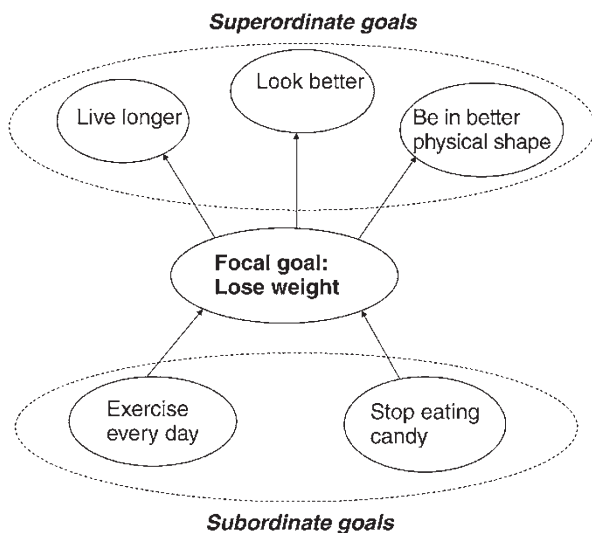 Superordinate goals
Look better
Live longer
Be in better
physical shape
Focal goal:
Lose weight
Exercise
every day
Stop eating
candy
Subordinate goals